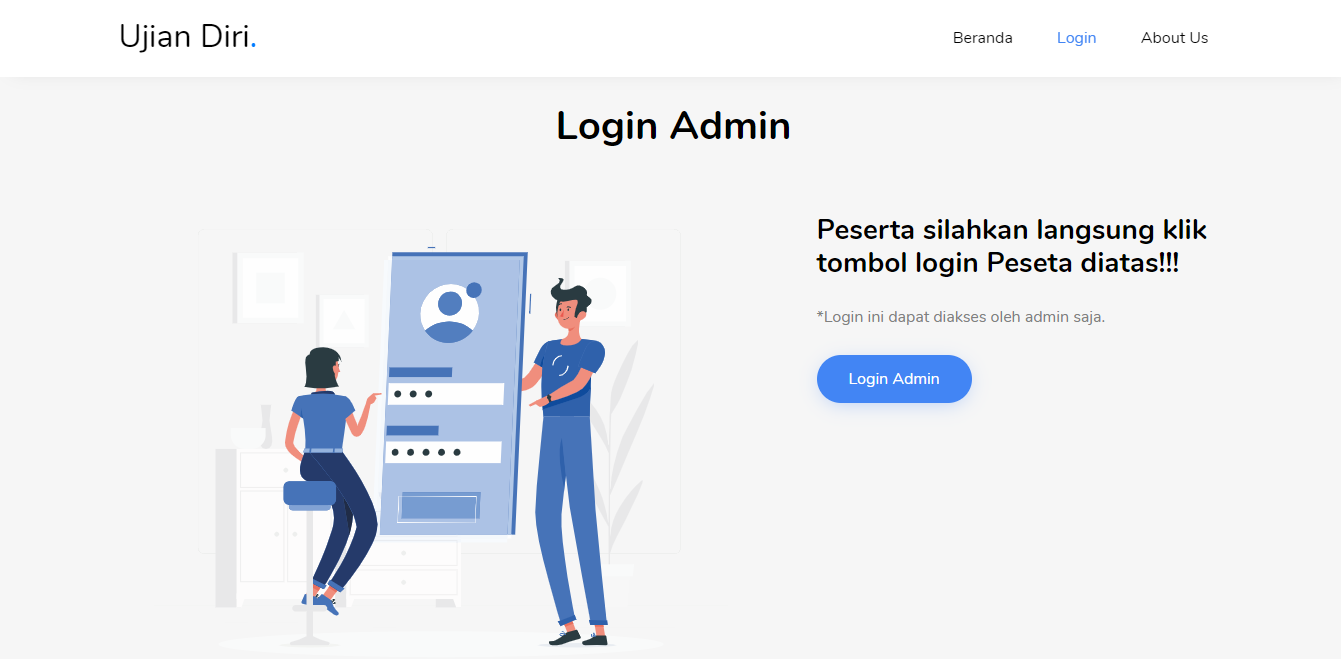 Ujian Diri.
Beranda Login About Us
Login Admin
Peserta silahkan langsung klik
tombol login Peseta diatas!!!
*Login ini dapat diakses oleh admin saja.
Login Admin